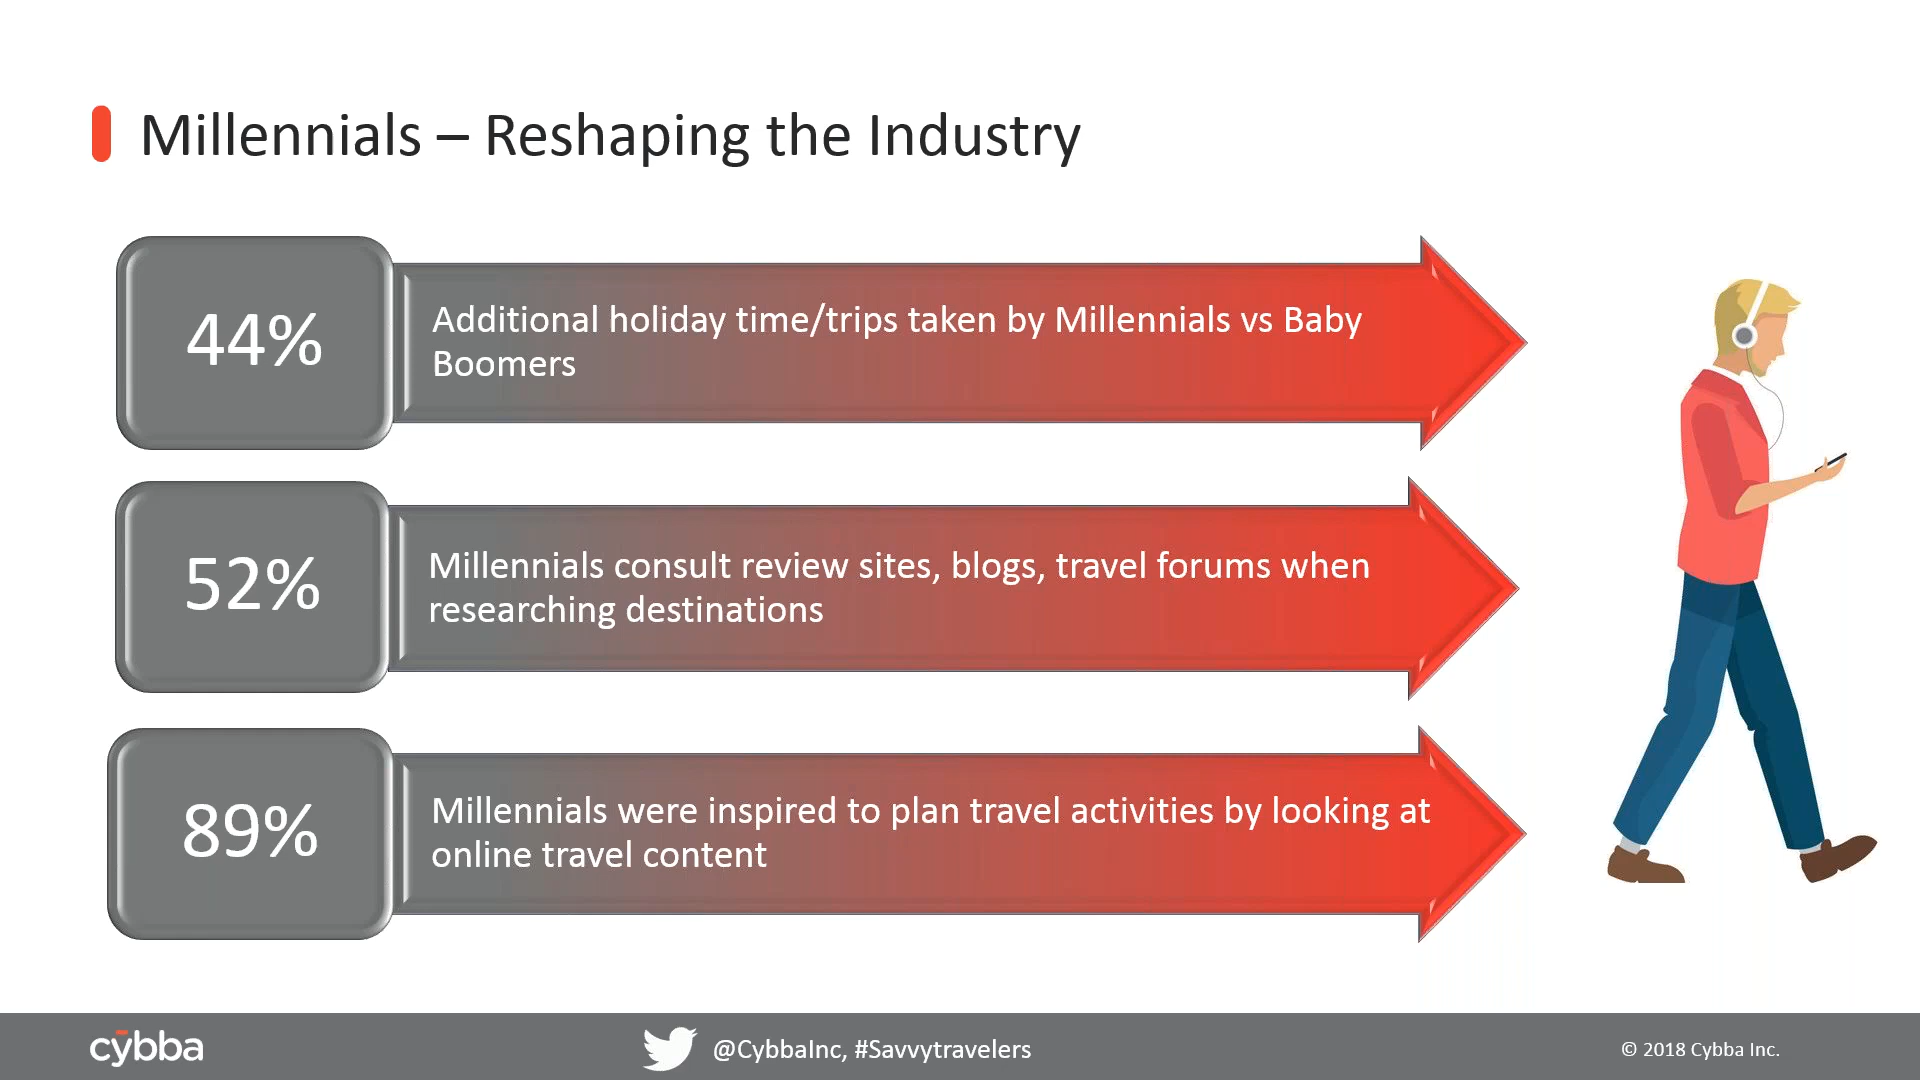 Millennials – Reshaping the Industry
44%
Additional holiday time/trips taken by Millennials vs Baby
Boomers
52%
Millennials consult review sites, blogs, travel forums when
researching destinations
89%
Millennials were inspired to plan travel activities by looking at
online travel content
cybba
@CybbaInc, #Savvytravelers
© 2018 Cybba Inc.